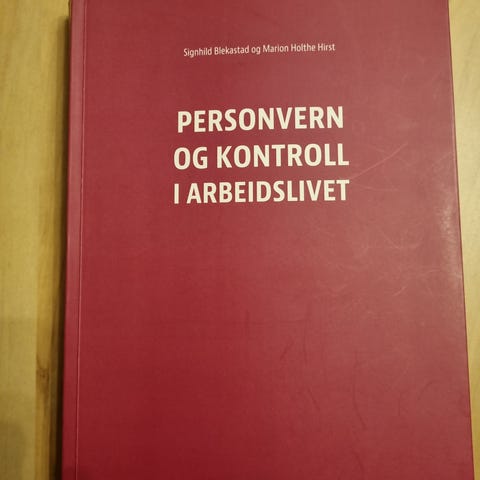 Signhild Blekastad og Marion Holthe Hirst
PERSONVERN
OG KONTROLL
I ARBEIDSLIVET